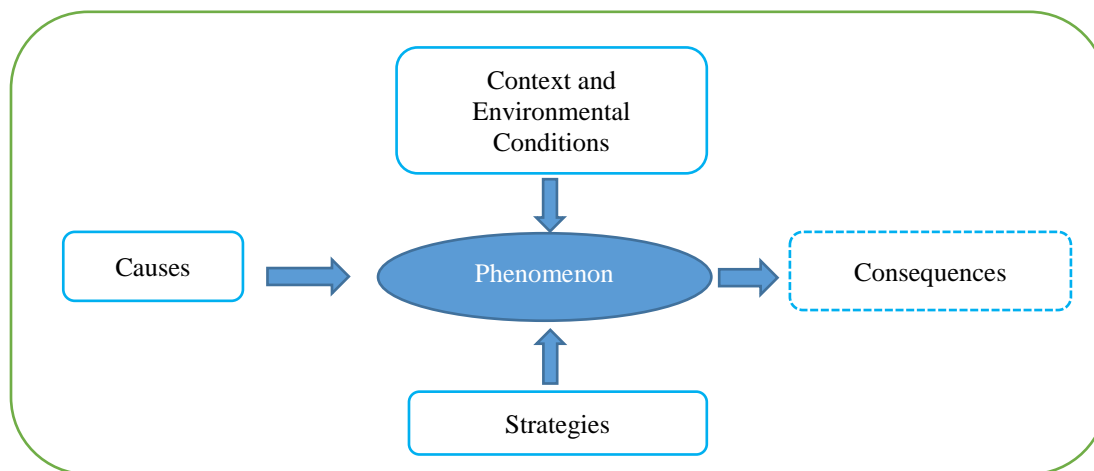 Context and
Environmental
Conditions
Causes
Phenomenon
Consequences
Strategies